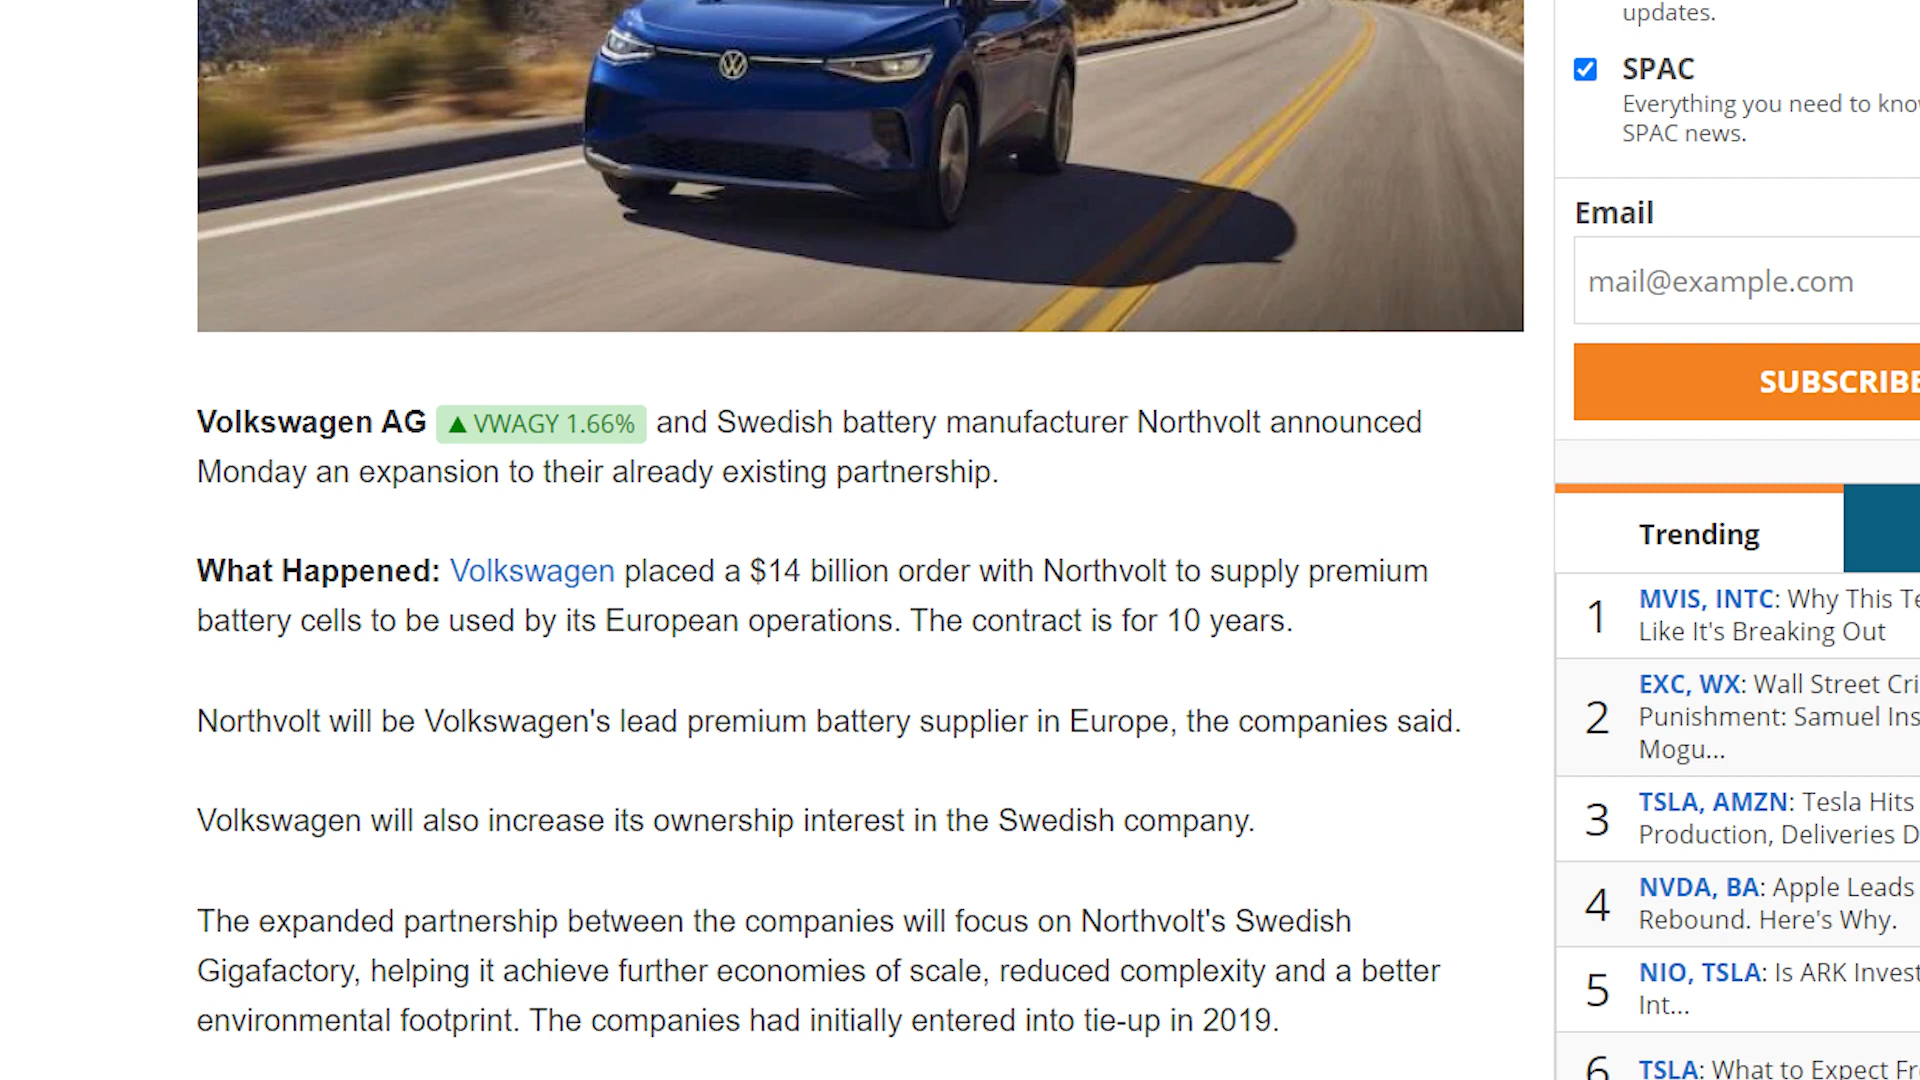 updates.
SPAC
Everything you need to
SPAC news.
Email
mail@example.com
SUBSCRIBE
Volkswagen AG ▲ VWAGY 1.66% and Swedish battery manufacturer Northvolt announced
Monday an expansion to their already existing partnership.
What Happened: Volkswagen placed a $14 billion order with Northvolt to supply premium
battery cells to be used by its European operations. The contract is for 10 years.
Northvolt will be Volkswagen's lead premium battery supplier in Europe, the companies said.
Volkswagen will also increase its ownership interest in the Swedish company.
The expanded partnership between the companies will focus on Northvolt's Swedish
Gigafactory, helping it achieve further economies of scale, reduced complexity and a better
environmental footprint. The companies had initially entered into tie-up in 2019.
Trending
1 MVIS, INTC: Why This
Like It's Breaking Out
2 EXC, WX: Wall Street
Punishment: Samuel
Mogu...
3 TSLA, AMZN: Tesla Hits
Production, Deliveries
4 NVDA, BA: Apple Leads
Rebound. Here's Why.
5 NIO, TSLA: Is ARK Invest
Int...
6 TSLA: What to Expect